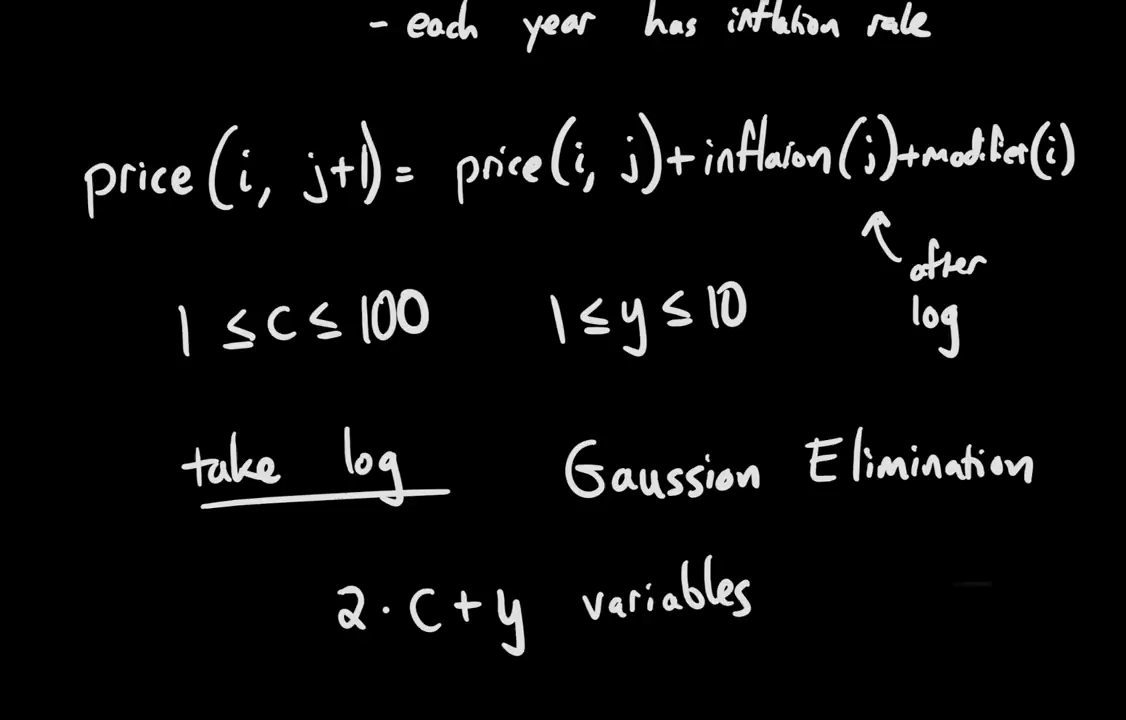 - each year has inflation rate
price(i, j+1) = price(i, j)+inflaion(j)+modifier(i)
after
log
1 ≤ c ≤ 100 1 ≤ y ≤ 10
take log Gaussion Elimination
2 · C + y variables